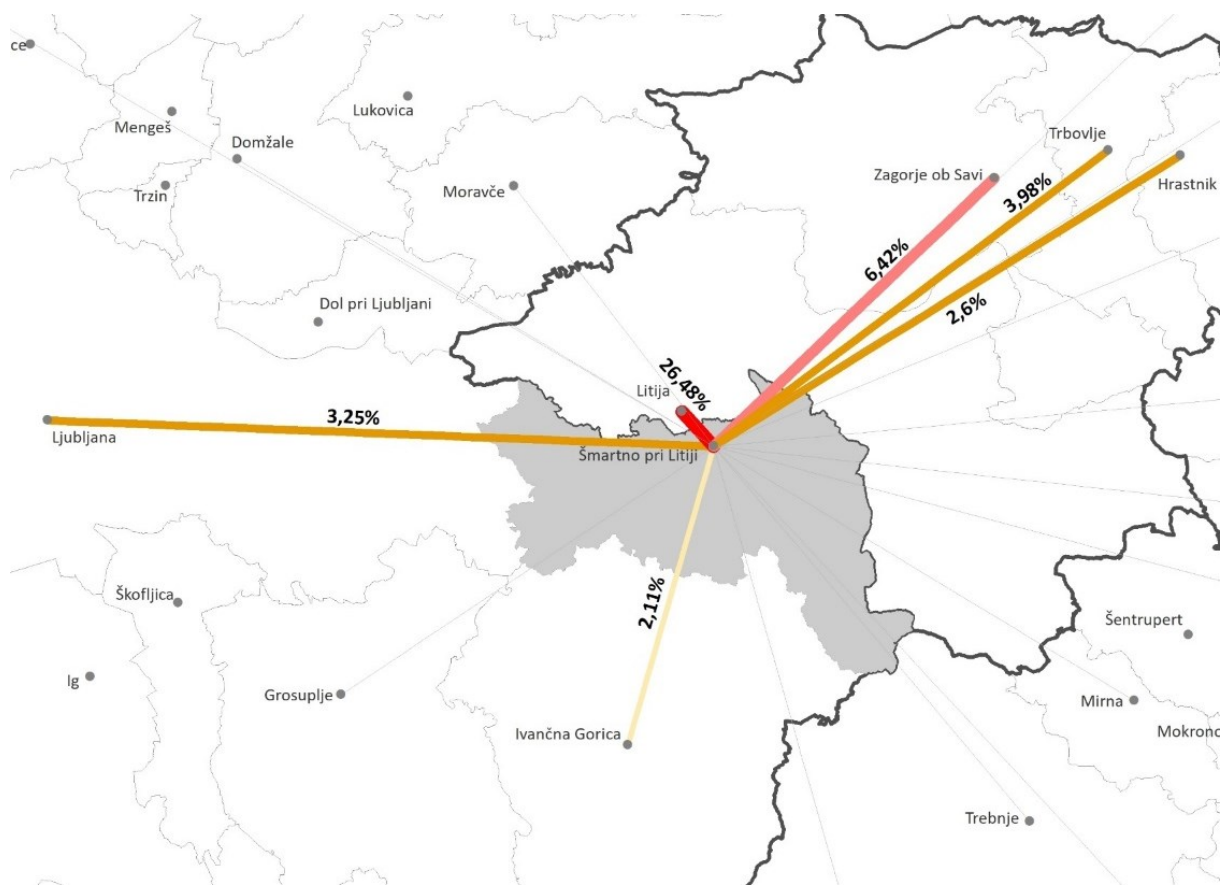 ce
Mengeš
Lukovica
Domžale
Trzin
Moravče
Trbovlje
Zagorje ob Savi
Hrastnik
3,98%
6,42%
2,6%
Dol pri Ljubljani
26,48%
Litija
3,25%
Ljubljana
Šmartno pri Litiji
2,11%
Škofljica
Šentrupert
Ig
Grosuplje
Mirna
Ivančna Gorica
Mokrono
Trebnje